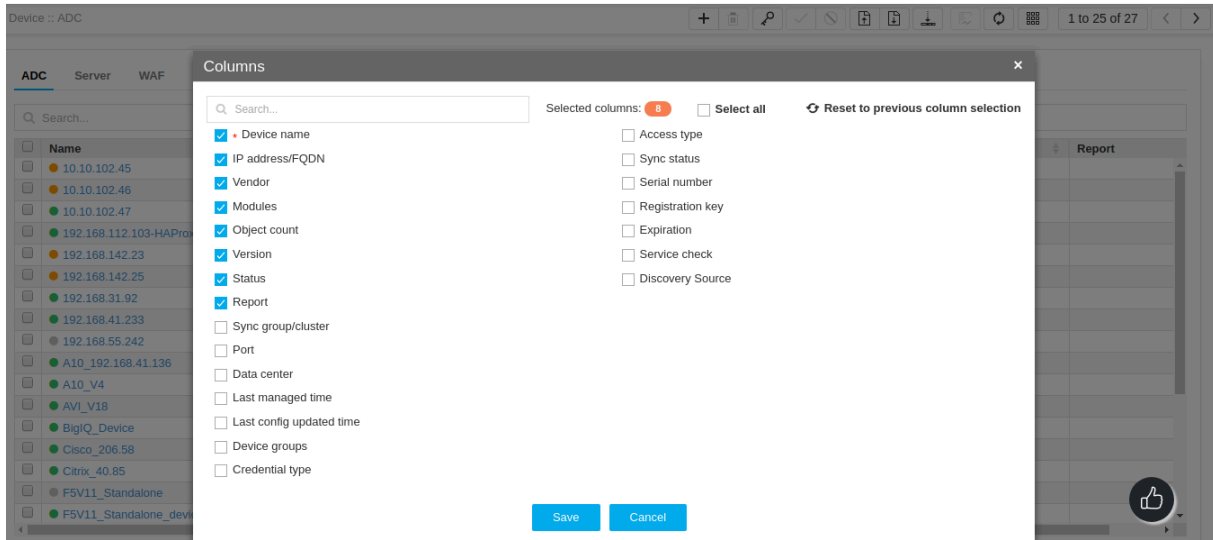 Device :: ADC
1 to 25 of 27
Columns
ADC Server WAF
Search...
Selected columns: 8
Select all
Reset to previous column selection
Search...
Name
Report
10.10.102.45
10.10.102.46
10.10.102.47
192.168.112.103-HAProx
192.168.142.23
192.168.142.25
192.168.31.92
192.168.41.233
192.168.55.242
A10_192.168.41.136
A10_V4
AVI_V18
BigIQ_Device
Cisco_206.58
Citrix_40.85
F5V11_Standalone
F5V11_Standalone_devi
* Device name
IP address/FQDN
Vendor
Modules
Object count
Version
Status
Report
Sync group/cluster
Port
Data center
Last managed time
Last config updated time
Device groups
Credential type
Access type
Sync status
Serial number
Registration key
Expiration
Service check
Discovery Source
Save
Cancel